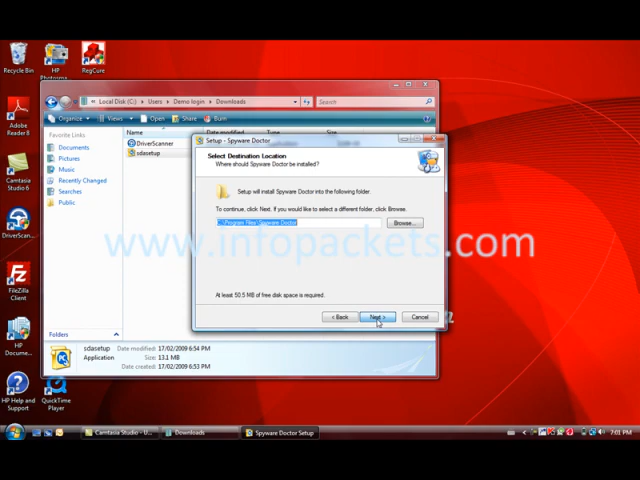 Recycle Bin
HP Photosma...
RegCure
Adobe Reader 8
Camtasia Studio 6
DriverScan...
FileZilla Client
HP Docume...
HP Help and Support
QuickTime Player
Local Disk (C:) ▸ Users ▸ Demo login ▸ Downloads
Search
Organize
Views
Open
Share
Burn
Favorite Links
Documents
Pictures
Music
Recently Changed
Searches
Public
Folders
Name
Date modified
Type
Size
DriverScanner
sdasetup
Setup - Spyware Doctor
Select Destination Location
Where should Spyware Doctor be installed?
Setup will install Spyware Doctor into the following folder.
To continue, click Next. If you would like to select a different folder, click Browse.
C:\Program Files\Spyware Doctor
Browse...
www.infopackets.com
At least 50.5 MB of free disk space is required.
< Back
Next >
Cancel
sdasetup
Date modified: 17/02/2009 6:54 PM
Application
Size: 13.1 MB
Date created: 17/02/2009 6:53 PM
Camtasia Studio - U...
Downloads
Spyware Doctor Setup
7:01 PM